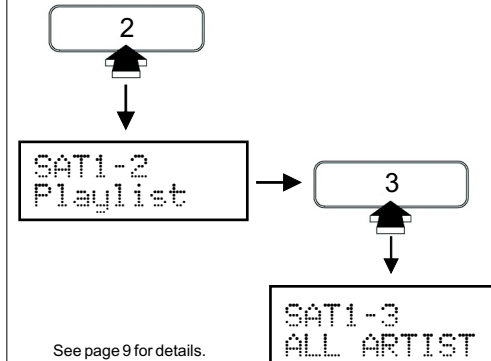 2
SAT1-2
Playlist
3
SAT1-3
ALL ARTIST
See page 9 for details.